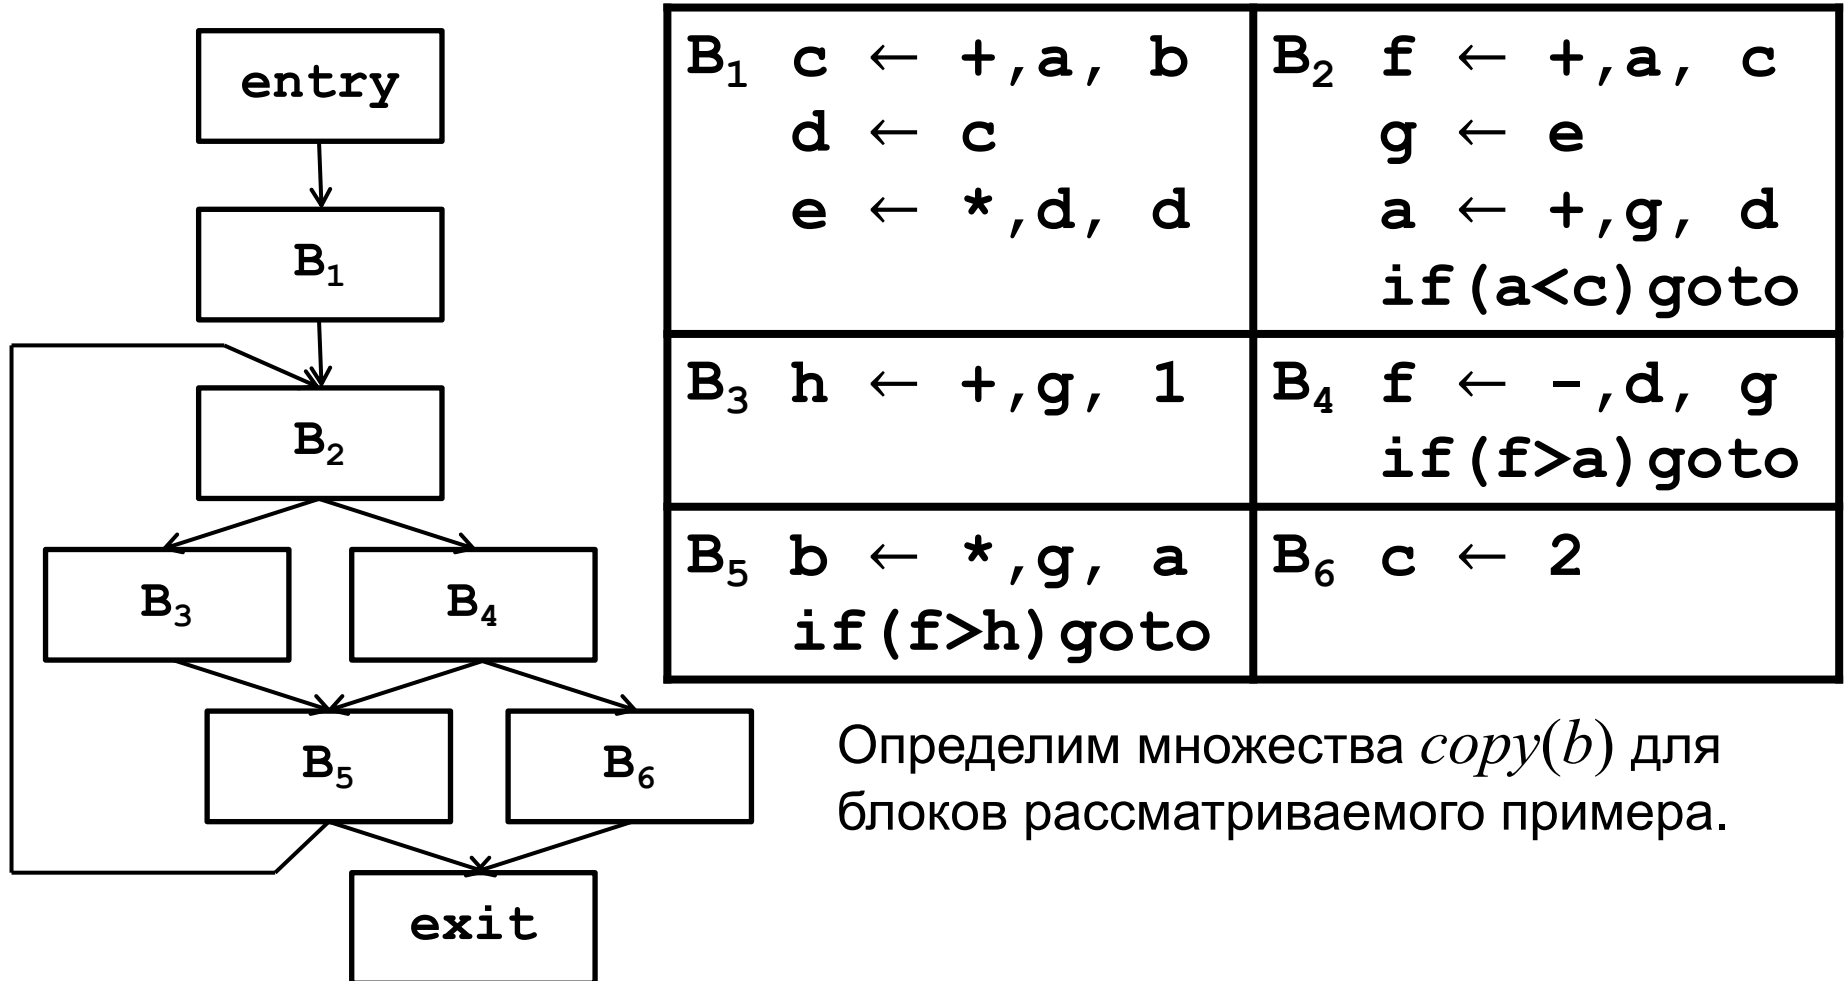 entry
B₁
B₂
B₃
B₄
B₅
B₆
exit
B₁ c ← +,a, b
d ← c
e ← *,d, d
B₂ f ← +,a, c
g ← e
a ← +,g, d
if(a<c)goto
B₃ h ← +,g, 1
B₄ f ← -,d, g
if(f>a)goto
B₅ b ← *,g, a
if(f>h)goto
B₆ c ← 2
Определим множества copy(b) для
блоков рассматриваемого примера.